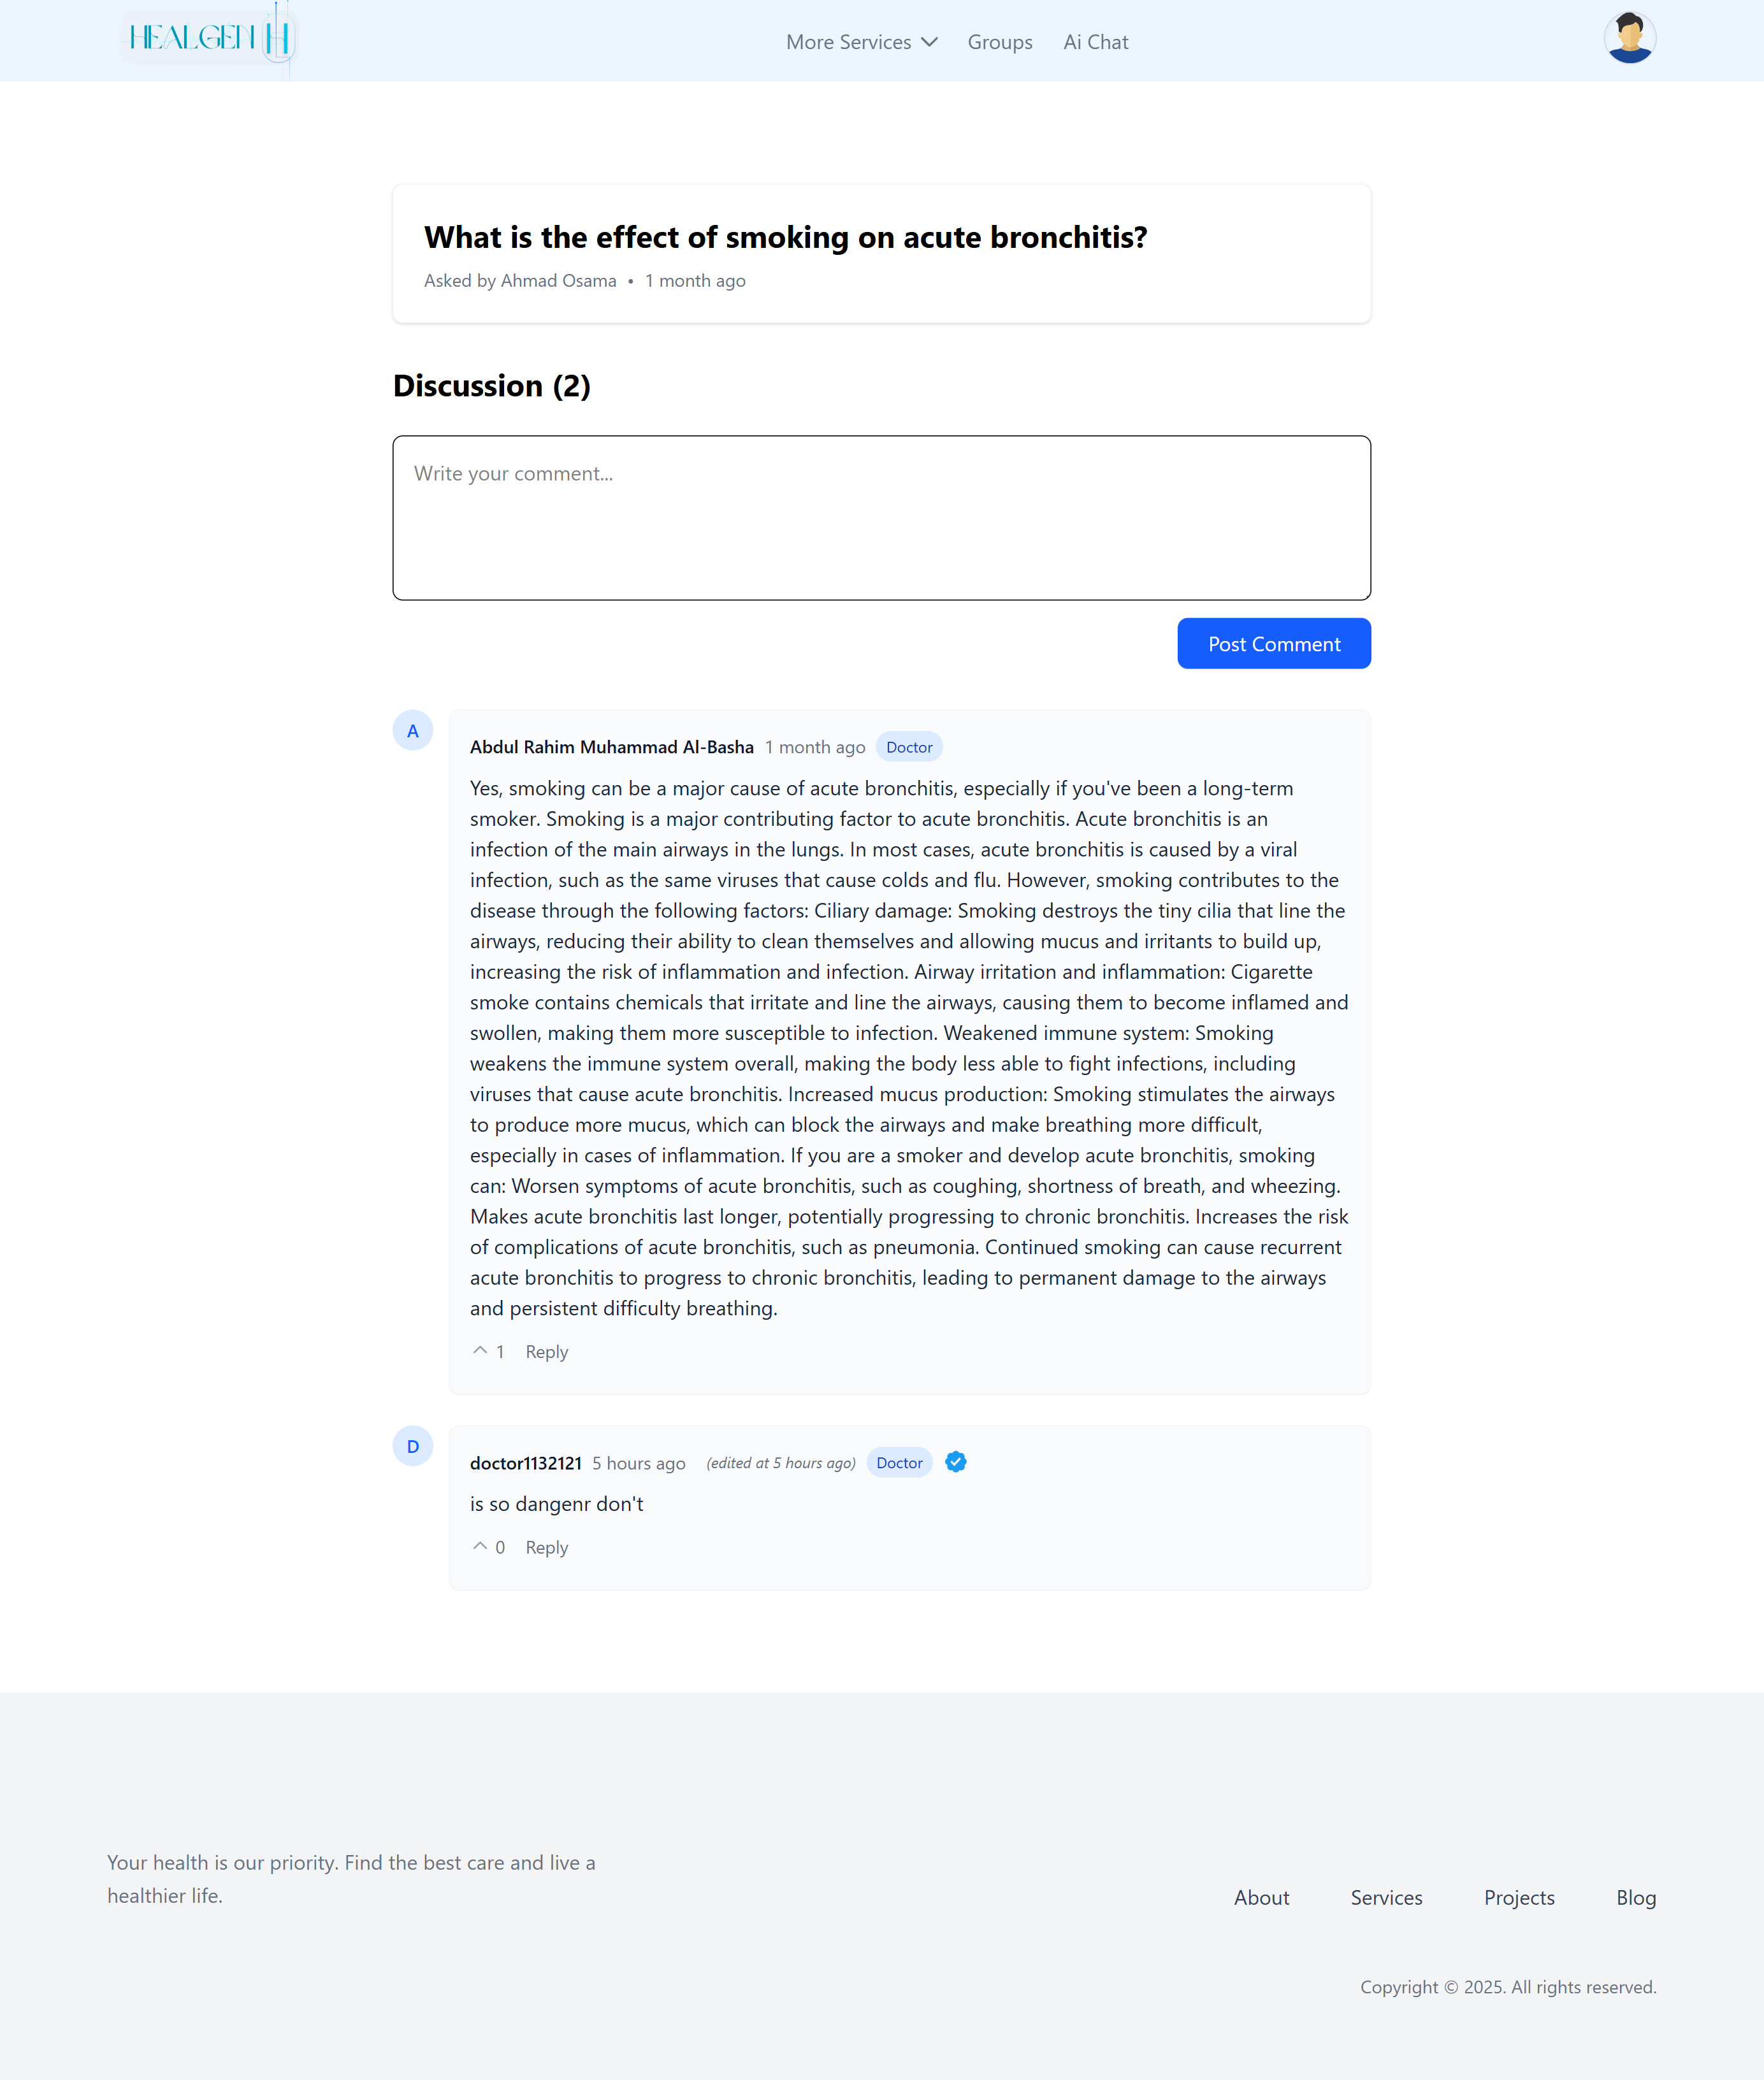 HEALGEN H
More Services Groups Ai Chat
What is the effect of smoking on acute bronchitis?
Asked by Ahmad Osama • 1 month ago
Discussion (2)
Write your comment...
Post Comment
A
Abdul Rahim Muhammad Al-Basha 1 month ago Doctor
Yes, smoking can be a major cause of acute bronchitis, especially if you've been a long-term
smoker. Smoking is a major contributing factor to acute bronchitis. Acute bronchitis is an
infection of the main airways in the lungs. In most cases, acute bronchitis is caused by a viral
infection, such as the same viruses that cause colds and flu. However, smoking contributes to the
disease through the following factors: Ciliary damage: Smoking destroys the tiny cilia that line the
airways, reducing their ability to clean themselves and allowing mucus and irritants to build up,
increasing the risk of inflammation and infection. Airway irritation and inflammation: Cigarette
smoke contains chemicals that irritate and line the airways, causing them to become inflamed and
swollen, making them more susceptible to infection. Weakened immune system: Smoking
weakens the immune system overall, making the body less able to fight infections, including
viruses that cause acute bronchitis. Increased mucus production: Smoking stimulates the airways
to produce more mucus, which can block the airways and make breathing more difficult,
especially in cases of inflammation. If you are a smoker and develop acute bronchitis, smoking
can: Worsen symptoms of acute bronchitis, such as coughing, shortness of breath, and wheezing.
Makes acute bronchitis last longer, potentially progressing to chronic bronchitis. Increases the risk
of complications of acute bronchitis, such as pneumonia. Continued smoking can cause recurrent
acute bronchitis to progress to chronic bronchitis, leading to permanent damage to the airways
and persistent difficulty breathing.
1 Reply
D
doctor1132121 5 hours ago (edited at 5 hours ago) Doctor
is so dangenr don't
0 Reply
Your health is our priority. Find the best care and live a
healthier life.
About Services Projects Blog
Copyright © 2025. All rights reserved.